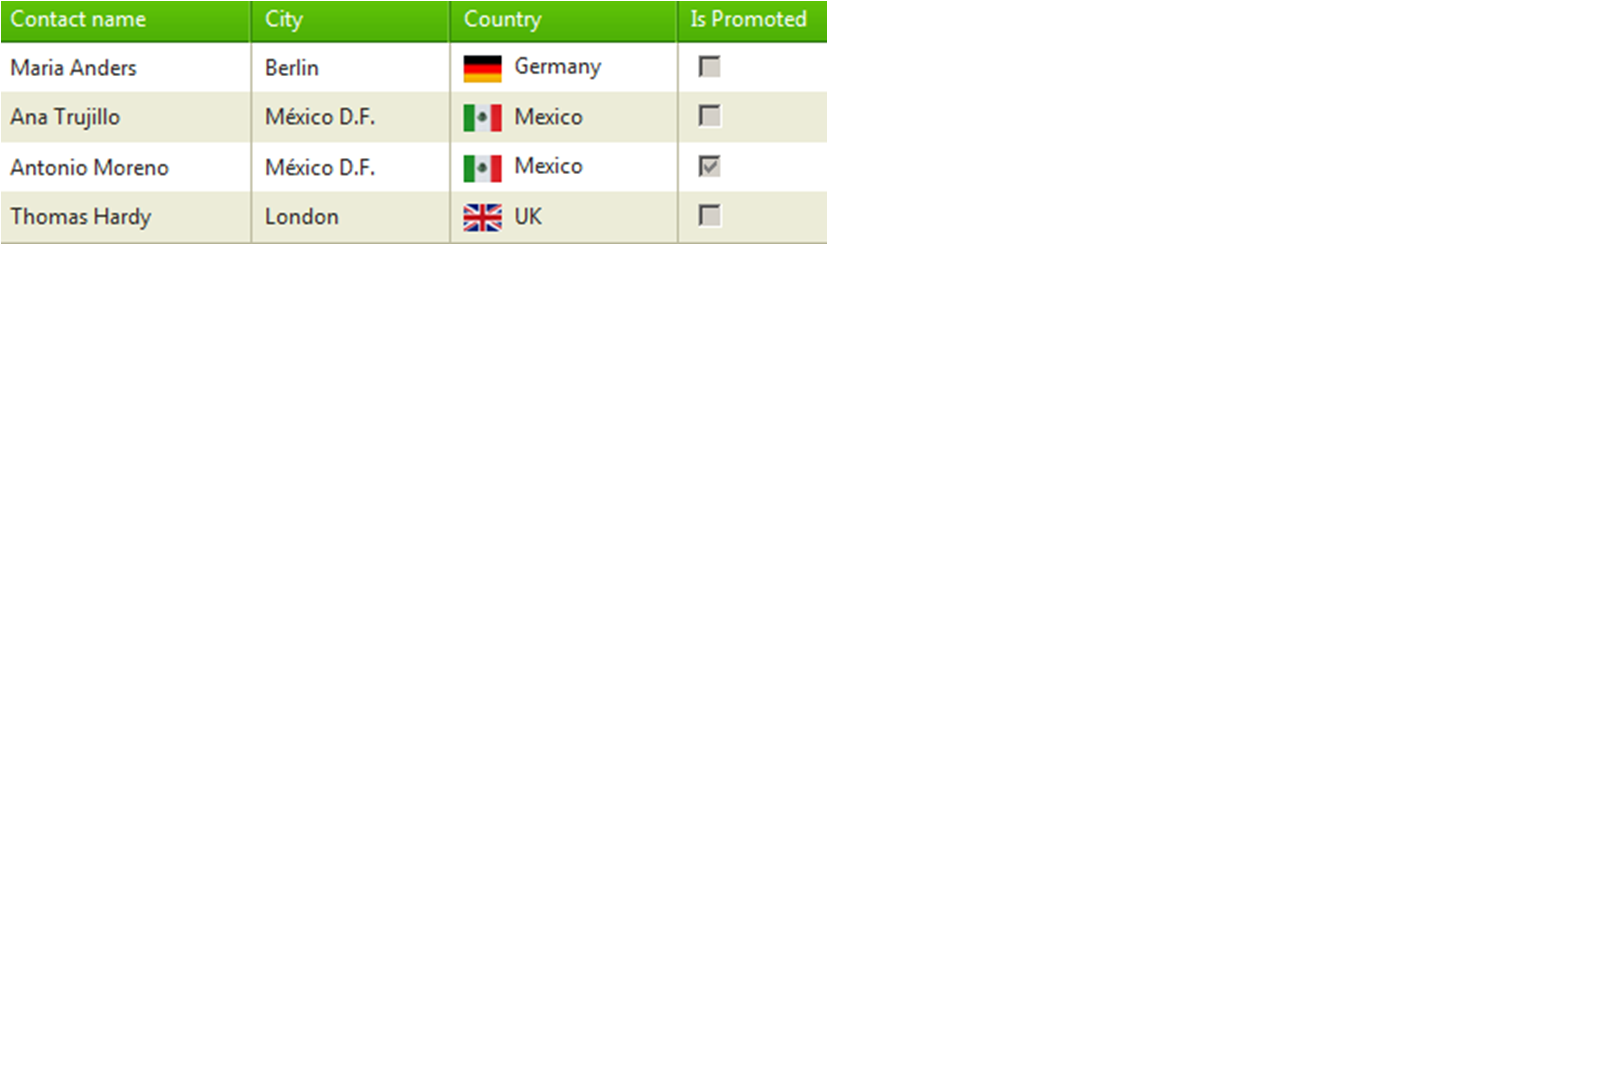 Contact name City Country Is Promoted
Maria Anders Berlin Germany
Ana Trujillo México D.F. Mexico
Antonio Moreno México D.F. Mexico
Thomas Hardy London UK